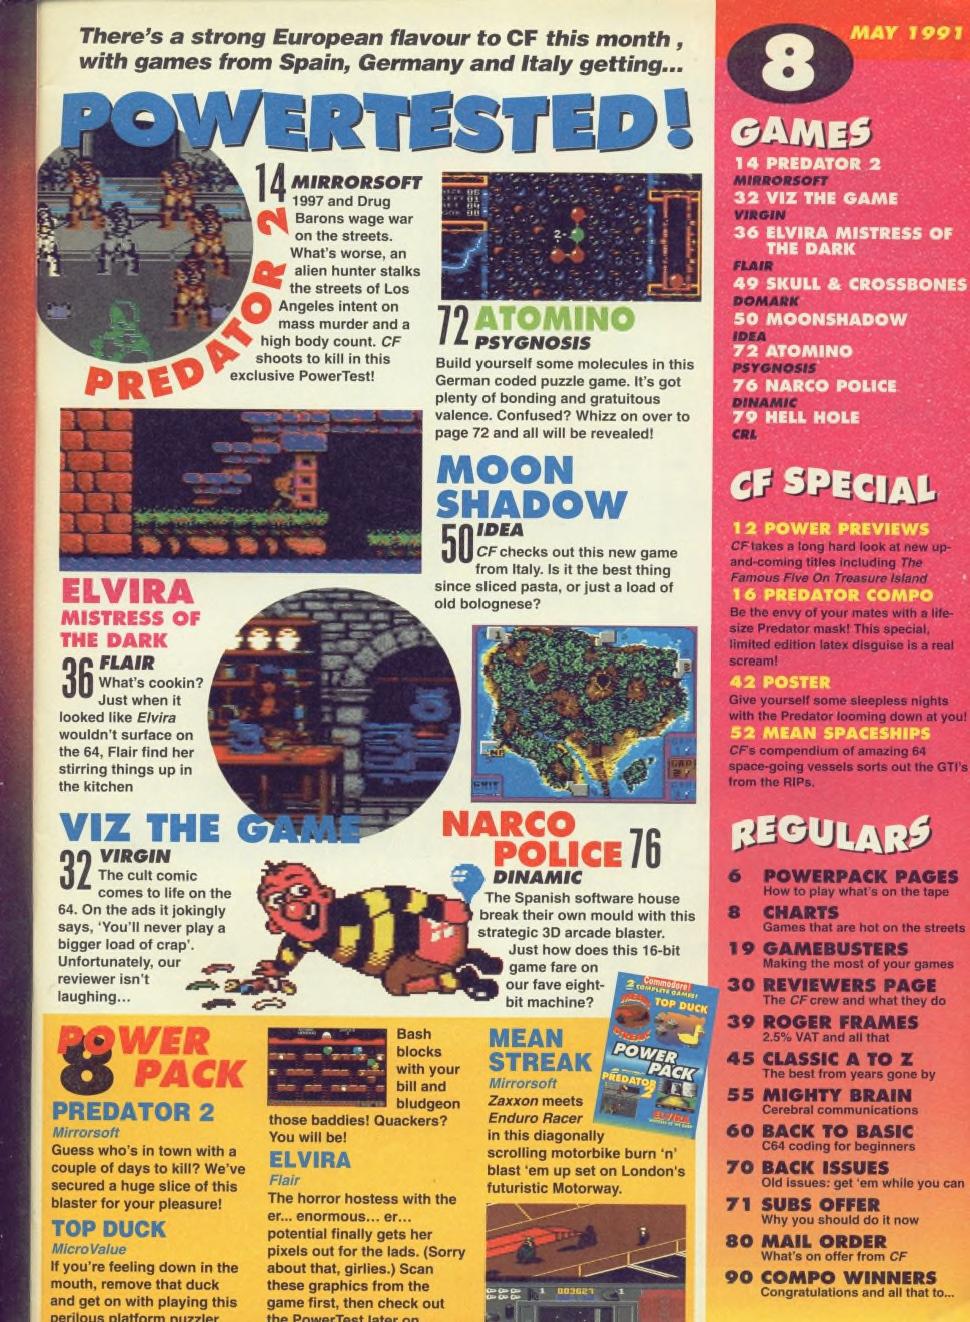 There's a strong European flavour to CF this month ,
with games from Spain, Germany and Italy getting...
POWERTESTED!
14 MIRRORSOFT
1997 and Drug
Barons wage war
on the streets.
What's worse, an
alien hunter stalks
the streets of Los
Angeles intent on
mass murder and a
high body count. CF
shoots to kill in this
exclusive PowerTest!
PREDATOR 2
72 ATOMINO
PSYGNOSIS
Build yourself some molecules in this
German coded puzzle game. It's got
plenty of bonding and gratuitous
valence. Confused? Whizz on over to
page 72 and all will be revealed!
MOON
SHADOW
50 IDEA
CF checks out this new game
from Italy. Is it the best thing
since sliced pasta, or just a load of
old bolognese?
ELVIRA
MISTRESS OF
THE DARK
36 FLAIR
What's cookin?
Just when it
looked like Elvira
wouldn't surface on
the 64, Flair find her
stirring things up in
the kitchen
VIZ THE GAME
32 VIRGIN
The cult comic
comes to life on the
64. On the ads it jokingly
says, 'You'll never play a
bigger load of crap'.
Unfortunately, our
reviewer isn't
laughing...
NARCO
POLICE 76
DINAMIC
The Spanish software house
break their own mould with this
strategic 3D arcade blaster.
Just how does this 16-bit
game fare on
our fave eight-
bit machine?
8 POWER
PACK
PREDATOR 2
Mirrorsoft
Guess who's in town with a
couple of days to kill? We've
secured a huge slice of this
blaster for your pleasure!
TOP DUCK
MicroValue
If you're feeling down in the
mouth, remove that duck
and get on with playing this
perilous platform puzzler.
Bash
blocks
with your
bill and
bludgeon
those baddies! Quackers?
You will be!
ELVIRA
Flair
The horror hostess with the
er... enormous... er...
potential finally gets her
pixels out for the lads. (Sorry
about that, girlies.) Scan
these graphics from the
game first, then check out
the PowerTest later on
MEAN
STREAK
Mirrorsoft
Zaxxon meets
Enduro Racer
in this diagonally
scrolling motorbike burn 'n'
blast 'em up set on London's
futuristic Motorway.
Commodore!
2 COMPLETE GAMES!
MEAN
STREAK
TOP DUCK
POWER
PACK
PREDATOR
2
ELVIRA
1 003627 1
8
MAY 1991
GAMES
14 PREDATOR 2
MIRRORSOFT
32 VIZ THE GAME
VIRGIN
36 ELVIRA MISTRESS OF
THE DARK
FLAIR
49 SKULL & CROSSBONES
DOMARK
50 MOONSHADOW
IDEA
72 ATOMINO
PSYGNOSIS
76 NARCO POLICE
DINAMIC
79 HELL HOLE
CRL
CF SPECIAL
12 POWER PREVIEWS
CF takes a long hard look at new up-
and-coming titles including The
Famous Five On Treasure Island
16 PREDATOR COMPO
Be the envy of your mates with a life-
size Predator mask! This special,
limited edition latex disguise is a real
scream!
42 POSTER
Give yourself some sleepless nights
with the Predator looming down at you!
52 MEAN SPACESHIPS
CF's compendium of amazing 64
space-going vessels sorts out the GTI's
from the RIPs.
REGULARS
6 POWERPACK PAGES
How to play what's on the tape
8 CHARTS
Games that are hot on the streets
19 GAMEBUSTERS
Making the most of your games
30 REVIEWERS PAGE
The CF crew and what they do
39 ROGER FRAMES
2.5% VAT and all that
45 CLASSIC A TO Z
The best from years gone by
55 MIGHTY BRAIN
Cerebral communications
60 BACK TO BASIC
C64 coding for beginners
70 BACK ISSUES
Old issues: get 'em while you can
71 SUBS OFFER
Why you should do it now
80 MAIL ORDER
What's on offer from CF
90 COMPO WINNERS
Congratulations and all that to...